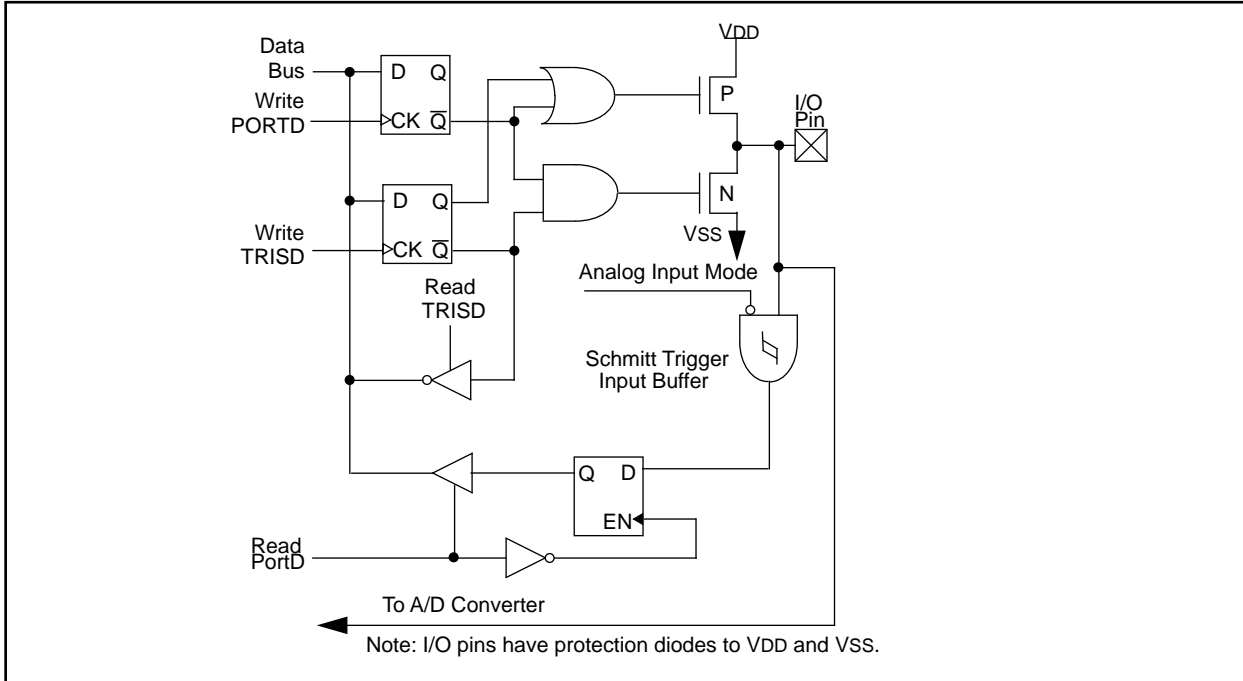 Data
Bus
D Q
Write
PORTD
CK Q̅
VDD
P
I/O
Pin
D Q
Write
TRISD
CK Q̅
N
VSS
Analog Input Mode
Read
TRISD
Schmitt Trigger
Input Buffer
Q D
EN
Read
PortD
To A/D Converter
Note: I/O pins have protection diodes to VDD and VSS.